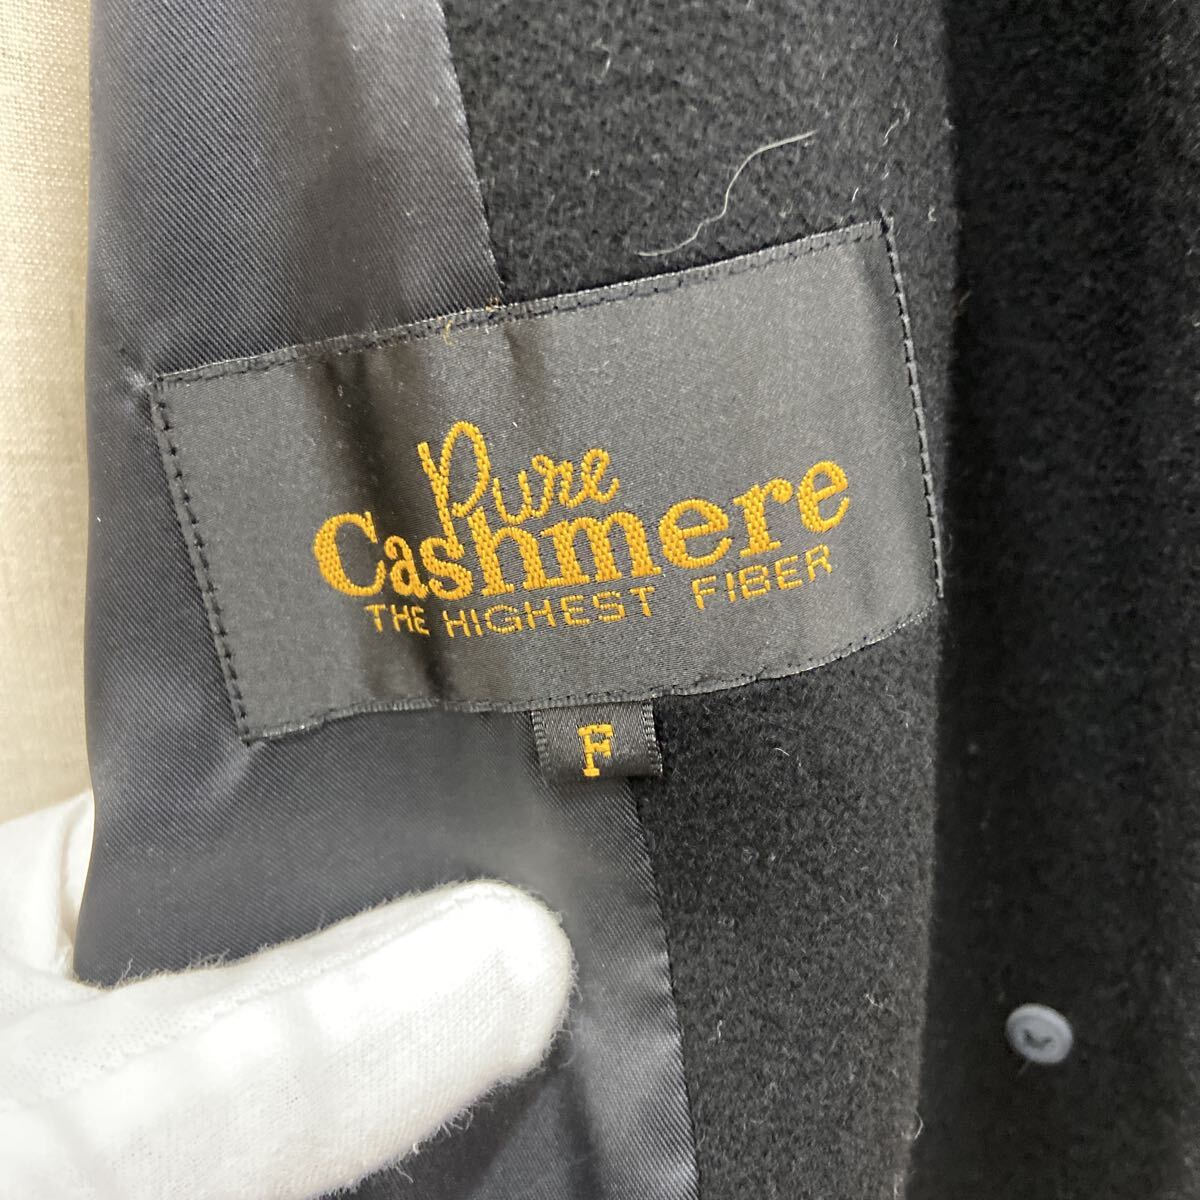 Pure
Cashmere
THE HIGHEST FIBER
F